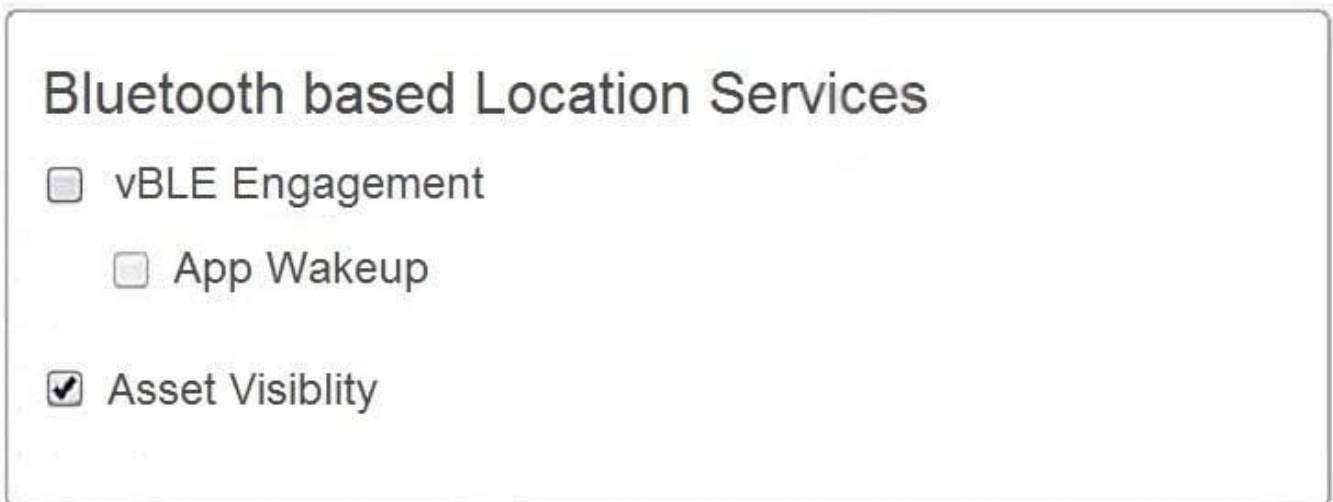 Bluetooth based Location Services
vBLE Engagement
App Wakeup
Asset Visiblity